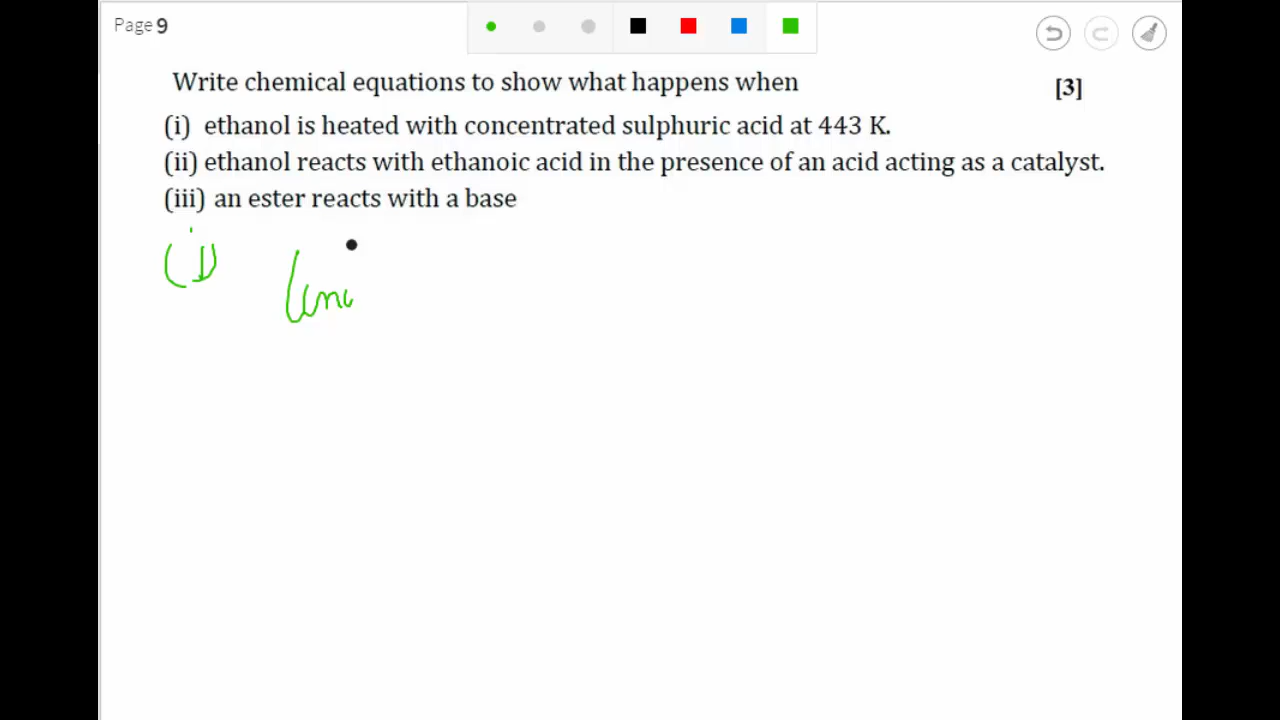 Page 9
Write chemical equations to show what happens when [3]
(i) ethanol is heated with concentrated sulphuric acid at 443 K.
(ii) ethanol reacts with ethanoic acid in the presence of an acid acting as a catalyst.
(iii) an ester reacts with a base
(i)